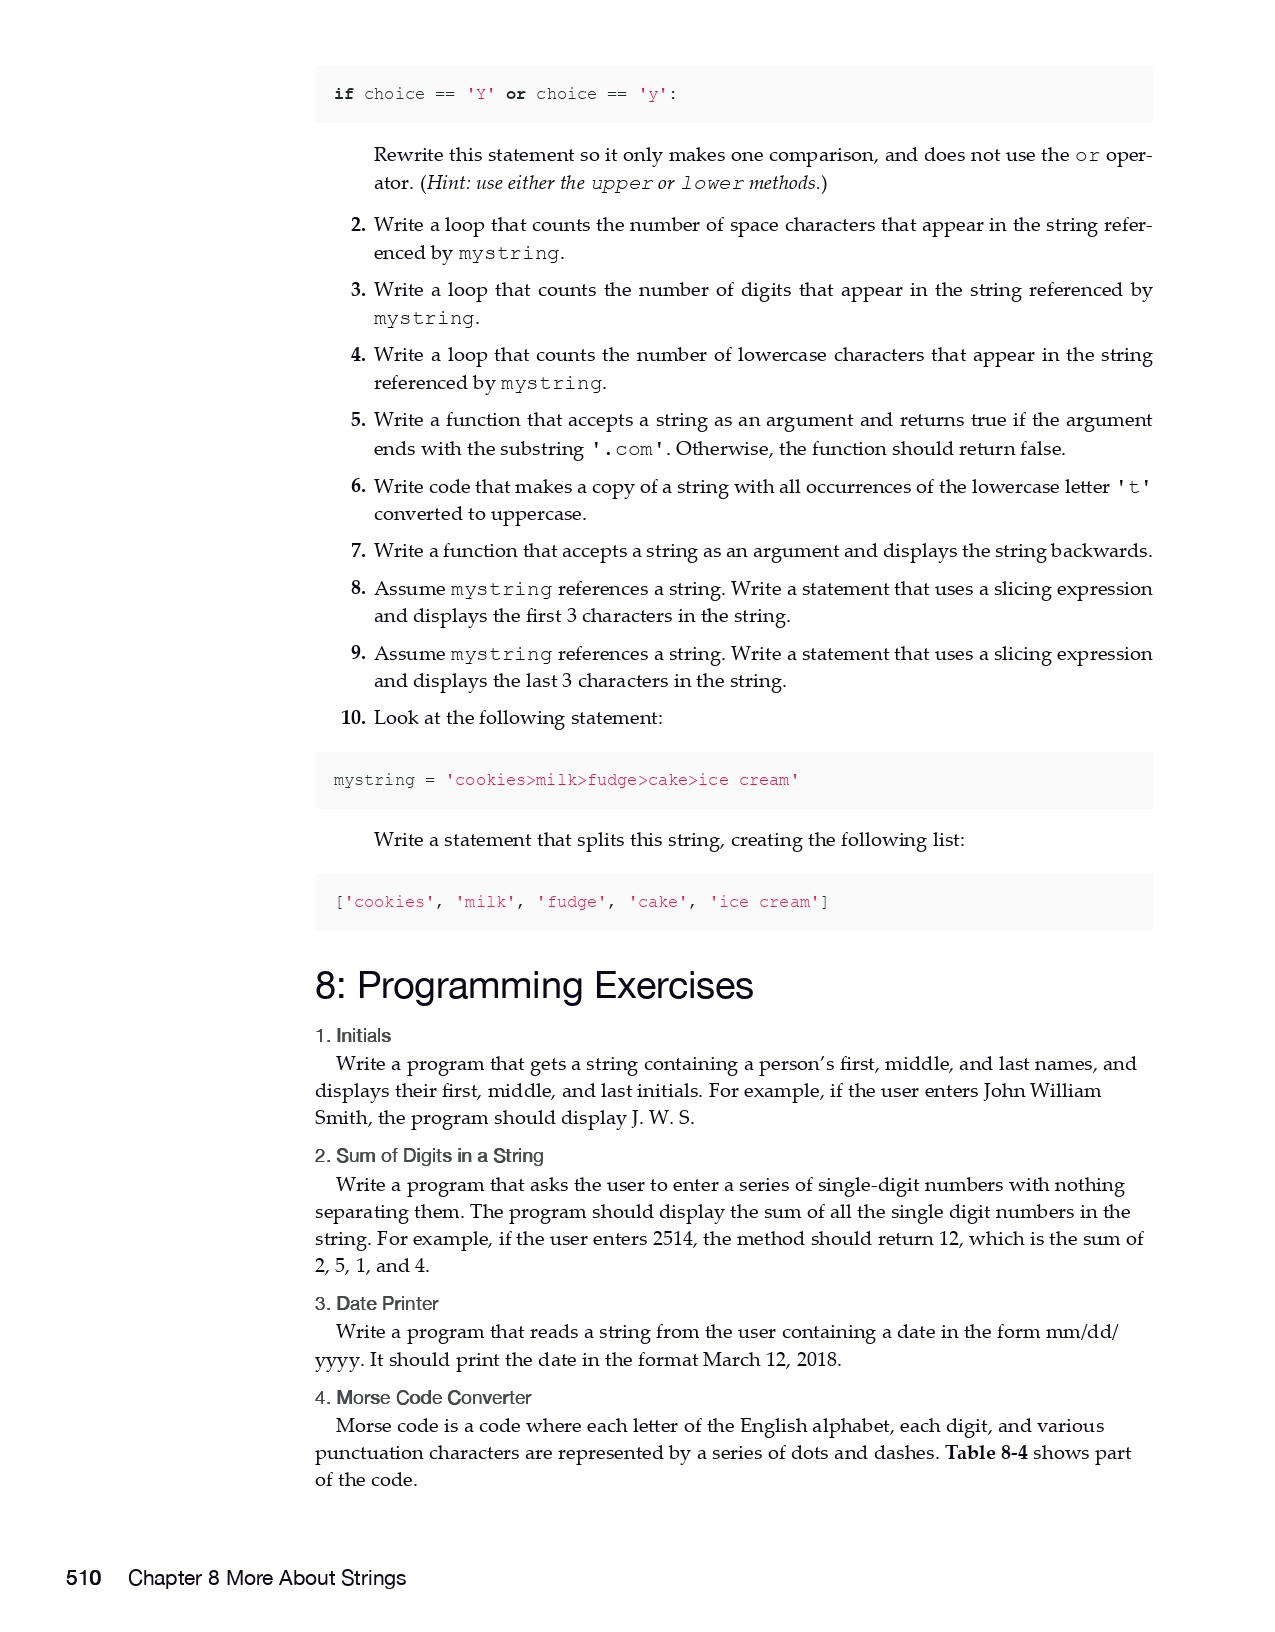 if choice == 'Y' or choice == 'y':
Rewrite this statement so it only makes one comparison, and does not use the or oper-
ator. (Hint: use either the upper or lower methods.)
2. Write a loop that counts the number of space characters that appear in the string refer-
enced by mystring.
3. Write a loop that counts the number of digits that appear in the string referenced by
mystring.
4. Write a loop that counts the number of lowercase characters that appear in the string
referenced by mystring.
5. Write a function that accepts a string as an argument and returns true if the argument
ends with the substring '.com'. Otherwise, the function should return false.
6. Write code that makes a copy of a string with all occurrences of the lowercase letter 't'
converted to uppercase.
7. Write a function that accepts a string as an argument and displays the string backwards.
8. Assume mystring references a string. Write a statement that uses a slicing expression
and displays the first 3 characters in the string.
9. Assume mystring references a string. Write a statement that uses a slicing expression
and displays the last 3 characters in the string.
10. Look at the following statement:
mystring = 'cookies>milk>fudge>cake>ice cream'
Write a statement that splits this string, creating the following list:
['cookies', 'milk', 'fudge', 'cake', 'ice cream']
8: Programming Exercises
1. Initials
Write a program that gets a string containing a person’s first, middle, and last names, and
displays their first, middle, and last initials. For example, if the user enters John William
Smith, the program should display J. W. S.
2. Sum of Digits in a String
Write a program that asks the user to enter a series of single-digit numbers with nothing
separating them. The program should display the sum of all the single digit numbers in the
string. For example, if the user enters 2514, the method should return 12, which is the sum of
2, 5, 1, and 4.
3. Date Printer
Write a program that reads a string from the user containing a date in the form mm/dd/
yyyy. It should print the date in the format March 12, 2018.
4. Morse Code Converter
Morse code is a code where each letter of the English alphabet, each digit, and various
punctuation characters are represented by a series of dots and dashes. Table 8-4 shows part
of the code.
510 Chapter 8 More About Strings